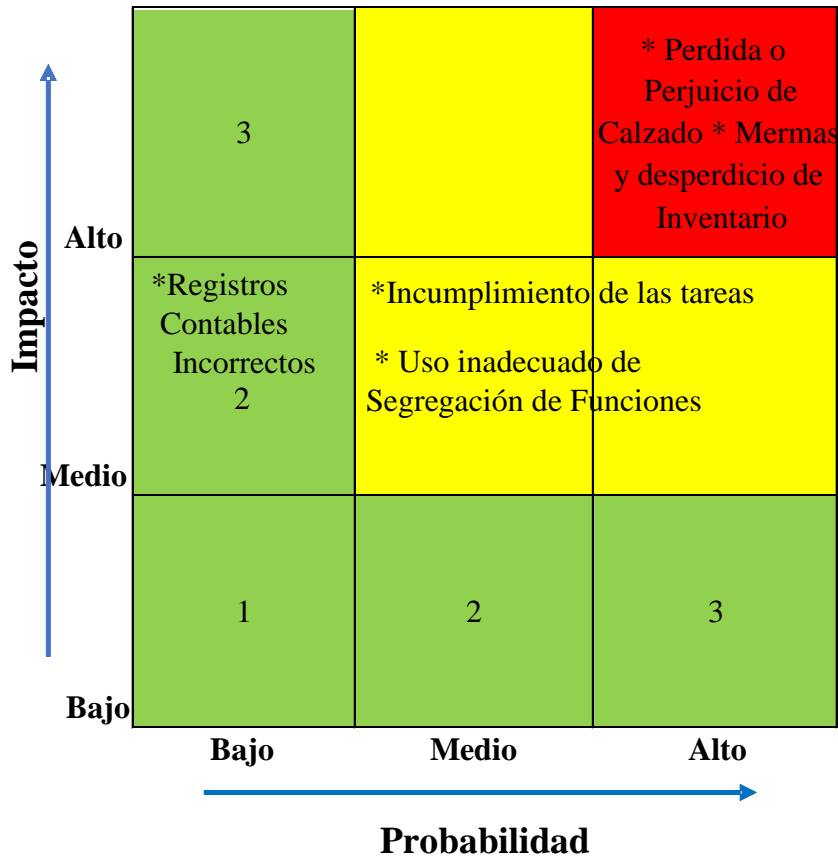 Impacto
Alto
Medio
Bajo
3
* Perdida o
Perjuicio de
Calzado * Mermas
y desperdicio de
Inventario
*Registros
Contables
Incorrectos
2
*Incumplimiento de las tareas
* Uso inadecuado de
Segregación de Funciones
1
2
3
Bajo
Medio
Alto
Probabilidad